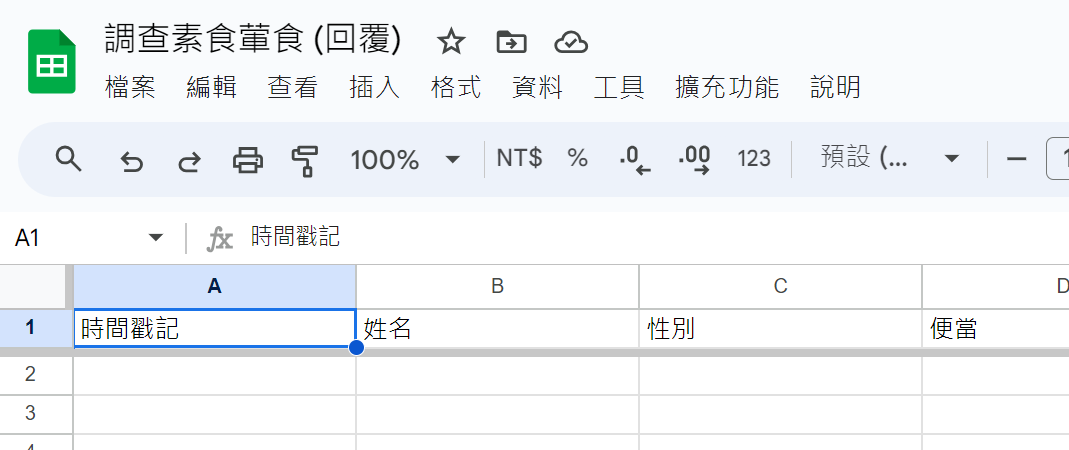 調查素食葷食 (回覆)
檔案 編輯 查看 插入 格式 資料 工具 擴充功能 說明
100% NT$ % .0 .00 123 預設 (...
A1 fx 時間戳記
A B C D
1 時間戳記 姓名 性別 便當
2
3